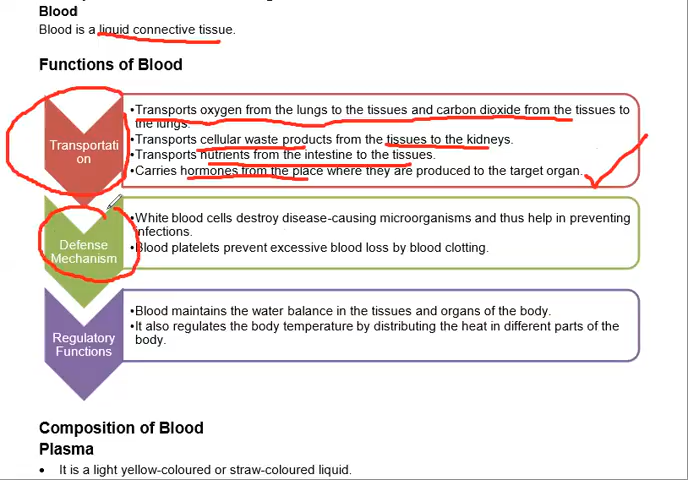 Blood
Blood is a liquid connective tissue.
Functions of Blood
Transportati
on
•Transports oxygen from the lungs to the tissues and carbon dioxide from the tissues to
the lungs.
•Transports cellular waste products from the tissues to the kidneys.
•Transports nutrients from the intestine to the tissues.
•Carries hormones from the place where they are produced to the target organ.
Defense
Mechanism
•White blood cells destroy disease-causing microorganisms and thus help in preventing
infections.
•Blood platelets prevent excessive blood loss by blood clotting.
Regulatory
Functions
•Blood maintains the water balance in the tissues and organs of the body.
•It also regulates the body temperature by distributing the heat in different parts of the
body.
Composition of Blood
Plasma
• It is a light yellow-coloured or straw-coloured liquid.